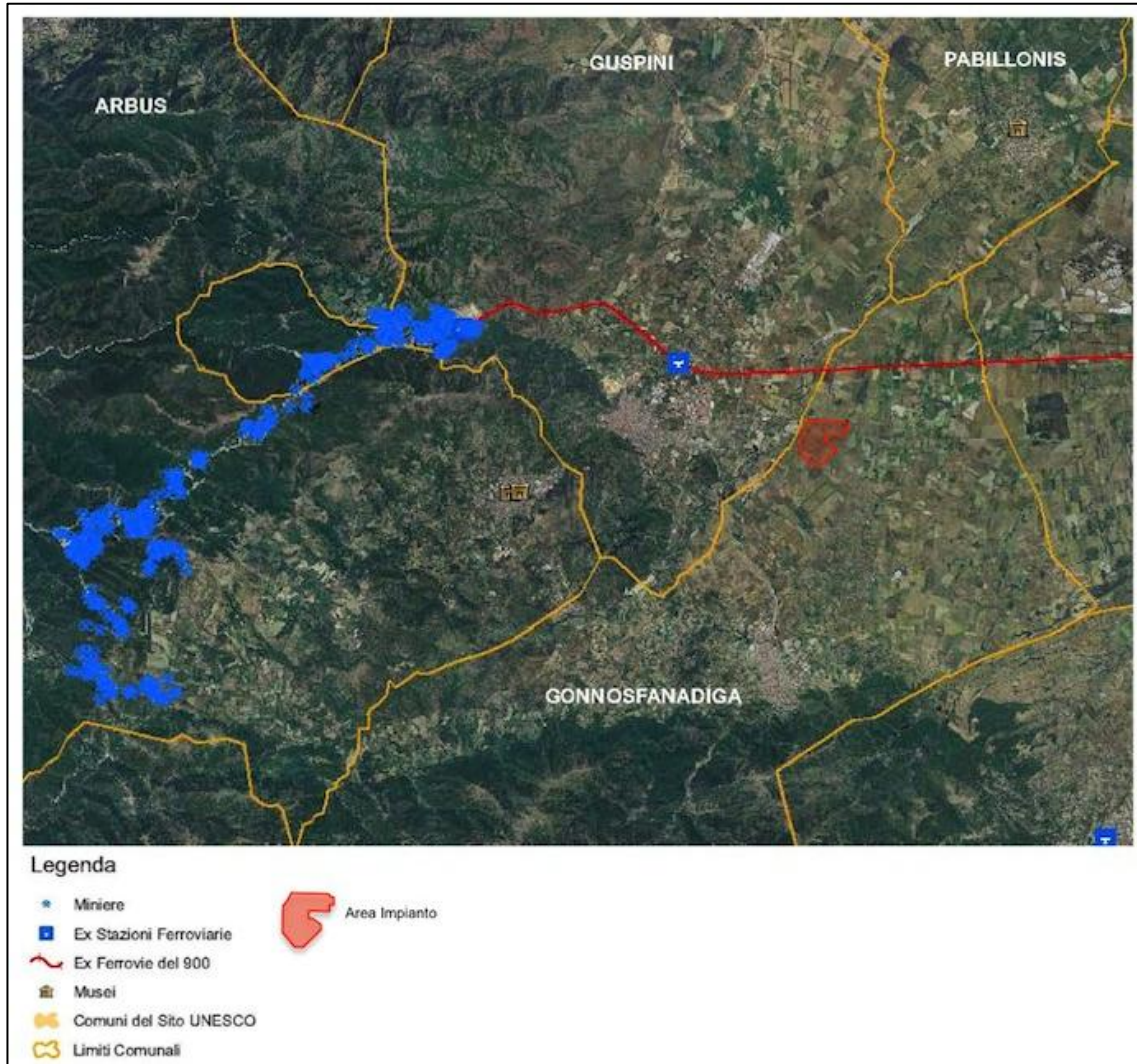 GUSPINI
PABILLONIS
ARBUS
GONNOSFANADIGA
Legenda
Miniere
Area Impianto
Ex Stazioni Ferroviarie
Ex Ferrovie del 900
Musei
Comuni del Sito UNESCO
Limiti Comunali